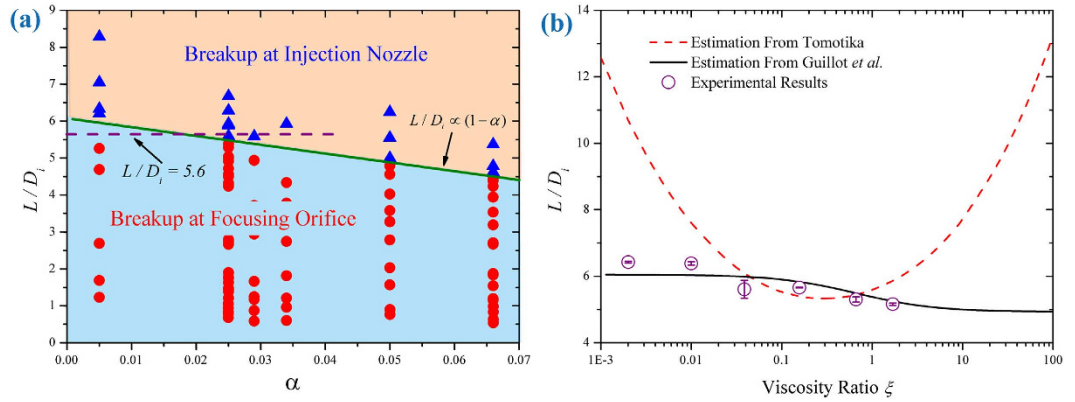 (a)
9
8
7
6
5
4
3
2
1
0
L / D_i
Breakup at Injection Nozzle
L / D_i ∝ (1−α)
L / D_i = 5.6
Breakup at Focusing Orifice
0.00 0.01 0.02 0.03 0.04 0.05 0.06 0.07
α
(b)
16
14
12
10
8
6
4
L / D_i
Estimation From Tomotika
Estimation From Guillot et al.
Experimental Results
1E-3 0.01 0.1 1 10 100
Viscosity Ratio ξ